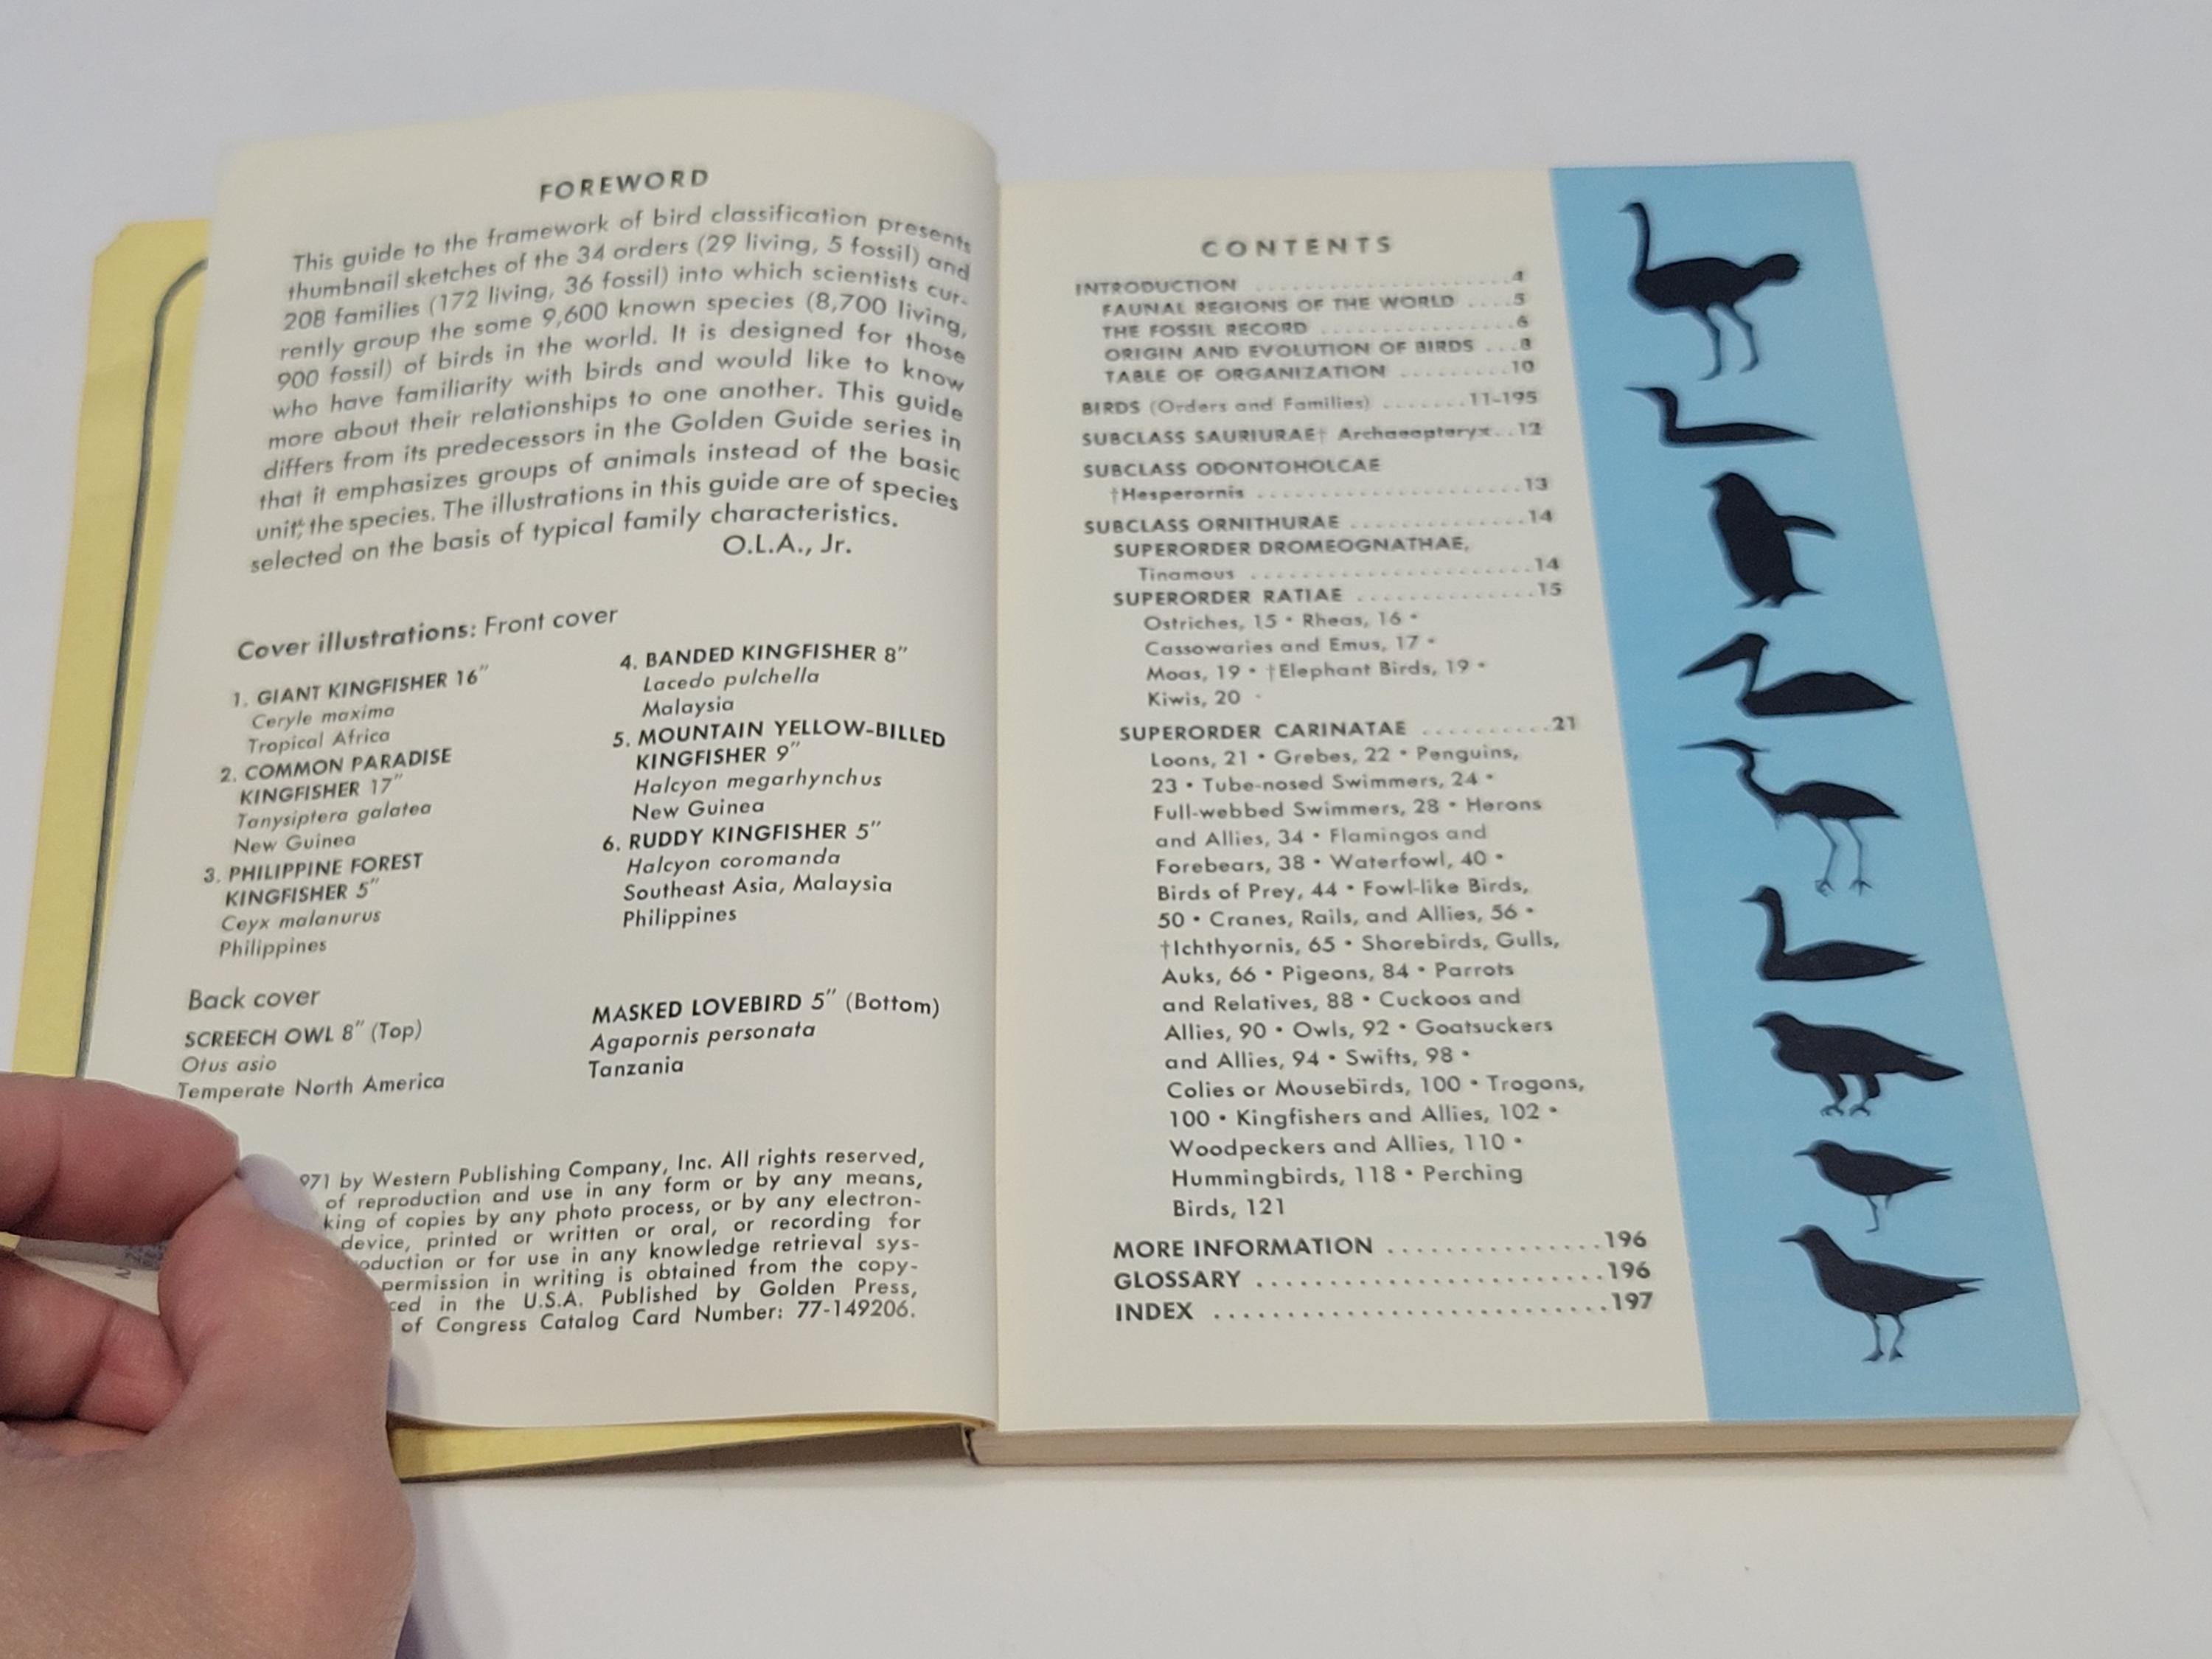 FOREWORD
This guide to the framework of bird classification presents
thumbnail sketches of the 34 orders (29 living, 5 fossil) and
208 families (172 living, 36 fossil) into which scientists cur-
rently group the some 9,600 known species (8,700 living,
900 fossil) of birds in the world. It is designed for those
who have familiarity with birds and would like to know
more about their relationships to one another. This guide
differs from its predecessors in the Golden Guide series in
that it emphasizes groups of animals instead of the basic
unit, the species. The illustrations in this guide are of species
selected on the basis of typical family characteristics.
O.L.A., Jr.
Cover illustrations: Front cover
1. GIANT KINGFISHER 16"
Ceryle maxima
Tropical Africa
2. COMMON PARADISE
KINGFISHER 17"
Tanysiptera galatea
New Guinea
3. PHILIPPINE FOREST
KINGFISHER 5"
Ceyx malanurus
Philippines
4. BANDED KINGFISHER 8"
Lacedo pulchella
Malaysia
5. MOUNTAIN YELLOW-BILLED
KINGFISHER 9"
Halcyon megarhynchus
New Guinea
6. RUDDY KINGFISHER 5"
Halcyon coromanda
Southeast Asia, Malaysia
Philippines
Back cover
SCREECH OWL 8" (Top)
Otus asio
Temperate North America
MASKED LOVEBIRD 5" (Bottom)
Agapornis personata
Tanzania
971 by Western Publishing Company, Inc. All rights reserved,
of reproduction and use in any form or by any means,
king of copies by any photo process, or by any electron-
device, printed or written or oral, or recording for
oduction or for use in any knowledge retrieval sys-
permission in writing is obtained from the copy-
ced in the U.S.A. Published by Golden Press,
of Congress Catalog Card Number: 77-149206.
CONTENTS
INTRODUCTION ..................4
FAUNAL REGIONS OF THE WORLD ....5
THE FOSSIL RECORD ................6
ORIGIN AND EVOLUTION OF BIRDS ...8
TABLE OF ORGANIZATION .........10
BIRDS (Orders and Families) .......11-195
SUBCLASS SAURIURAE† Archaeopteryx..12
SUBCLASS ODONTOHOLCAE
†Hesperornis ......................13
SUBCLASS ORNITHURAE ..............14
SUPERORDER DROMEOGNATHAE,
Tinamous .......................14
SUPERORDER RATIAE ...............15
Ostriches, 15 • Rheas, 16 •
Cassowaries and Emus, 17 •
Moas, 19 • †Elephant Birds, 19 •
Kiwis, 20 •
SUPERORDER CARINATAE ..........21
Loons, 21 • Grebes, 22 • Penguins,
23 • Tube-nosed Swimmers, 24 •
Full-webbed Swimmers, 28 • Herons
and Allies, 34 • Flamingos and
Forebears, 38 • Waterfowl, 40 •
Birds of Prey, 44 • Fowl-like Birds,
50 • Cranes, Rails, and Allies, 56 •
†Ichthyornis, 65 • Shorebirds, Gulls,
Auks, 66 • Pigeons, 84 • Parrots
and Relatives, 88 • Cuckoos and
Allies, 90 • Owls, 92 • Goatsuckers
and Allies, 94 • Swifts, 98 •
Colies or Mousebirds, 100 • Trogons,
100 • Kingfishers and Allies, 102 •
Woodpeckers and Allies, 110 •
Hummingbirds, 118 • Perching
Birds, 121
MORE INFORMATION ...............196
GLOSSARY ........................196
INDEX ...........................197